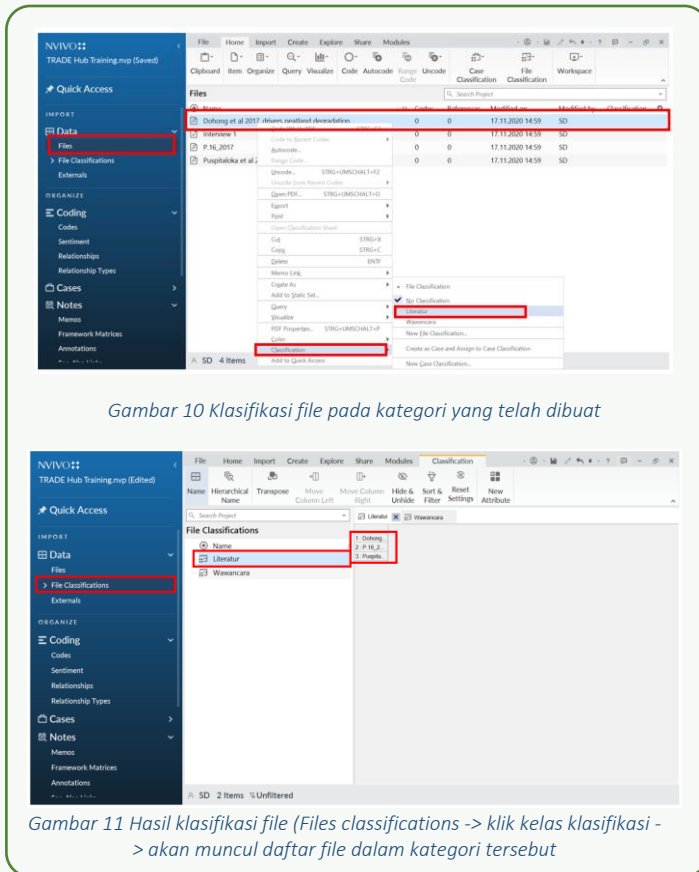 NVIVO
TRADE Hub Training.nvp (Saved)
Quick Access
IMPORT
Data
Files
File Classifications
Externals
ORGANIZE
Coding
Codes
Sentiment
Relationships
Relationship Types
Cases
Notes
Memos
Framework Matrices
Annotations
File Home Import Create Explore Share Modules
Clipboard Item Organize Query Visualize Code Autocode Range Code Uncode Case Classification File Classification Workspace
Files
Search Project
Name Codes References Modified on Modified by Classification
Dohong et al 2017 drivers peatland degradation 0 0 17.11.2020 14:59 SD
Interview 1 0 0 17.11.2020 14:59 SD
P.16_2017 0 0 17.11.2020 14:59 SD
Puspitaloka et al 2 0 0 17.11.2020 14:59 SD
Code to Recent Codes
Autocode...
Range Code...
Uncode... STRG+UMSCHALT+F2
Uncode from Recent Codes
Open PDF... STRG+UMSCHALT+O
Export
Print
Open Classification Sheet
Cut STRG+X
Copy STRG+C
Delete ENTF
Memo Link
Create As
Add to Static Set...
Query
Visualize
PDF Properties... STRG+UMSCHALT+P
Color
Classification
Add to Quick Access
File Classification
No Classification
Literatur
Wawancara
New File Classification...
Create as Case and Assign to Case Classification
New Case Classification...
SD 4 Items
Gambar 10 Klasifikasi file pada kategori yang telah dibuat
NVIVO
TRADE Hub Training.nvp (Edited)
Quick Access
IMPORT
Data
Files
File Classifications
Externals
ORGANIZE
Coding
Codes
Sentiment
Relationships
Relationship Types
Cases
Notes
Memos
Framework Matrices
Annotations
File Home Import Create Explore Share Modules Classification
Name Hierarchical Name Transpose Move Column Left Move Column Right Hide & Unhide Sort & Filter Reset Settings New Attribute
Search Project
Literatur Wawancara
File Classifications
Name
Literatur
Wawancara
1 Dohong...
2 P.16_2...
3 Puspita...
SD 2 Items Unfiltered
Gambar 11 Hasil klasifikasi file (Files classifications -> klik kelas klasifikasi -
> akan muncul daftar file dalam kategori tersebut